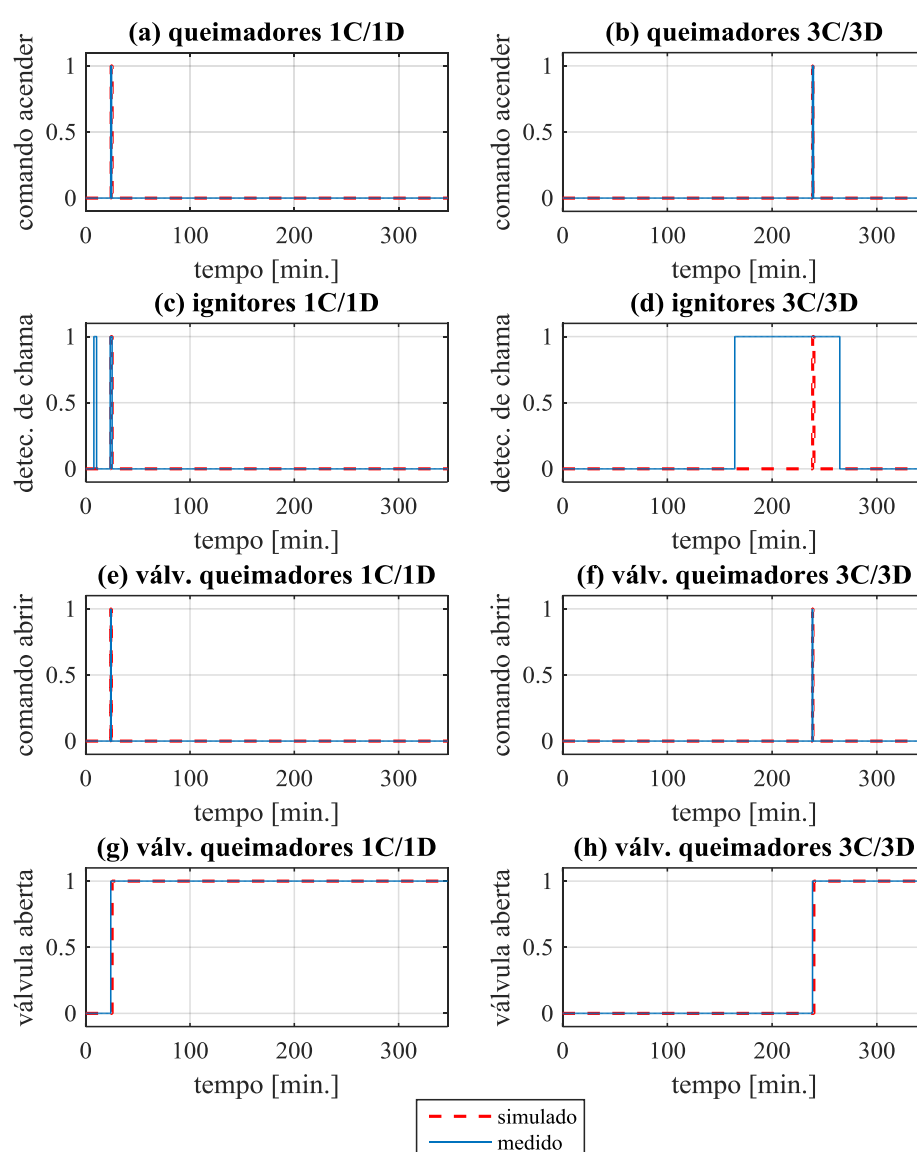 (a) queimadores 1C/1D
comando acender
1
0.5
0
0 100 200 300
tempo [min.]
(b) queimadores 3C/3D
comando acender
1
0.5
0
0 100 200 300
tempo [min.]
(c) ignitores 1C/1D
detec. de chama
1
0.5
0
0 100 200 300
tempo [min.]
(d) ignitores 3C/3D
detec. de chama
1
0.5
0
0 100 200 300
tempo [min.]
(e) válv. queimadores 1C/1D
comando abrir
1
0.5
0
0 100 200 300
tempo [min.]
(f) válv. queimadores 3C/3D
comando abrir
1
0.5
0
0 100 200 300
tempo [min.]
(g) válv. queimadores 1C/1D
válvula aberta
1
0.5
0
0 100 200 300
tempo [min.]
(h) válv. queimadores 3C/3D
válvula aberta
1
0.5
0
0 100 200 300
tempo [min.]
simulado
medido